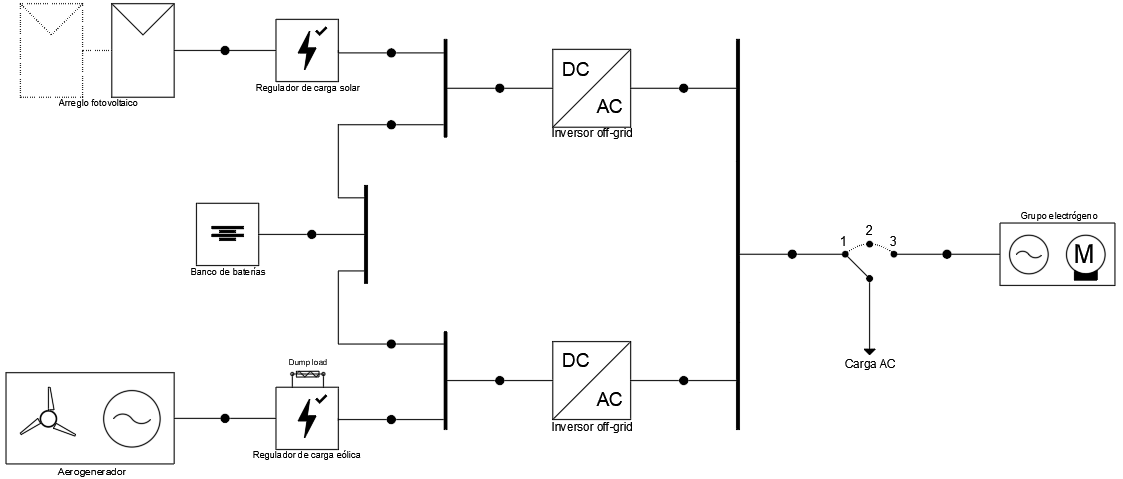 Arreglo fotovoltaico
Regulador de carga solar
DC
AC
Inversor off-grid
Banco de baterías
1
2
3
Grupo electrógeno
M
Carga AC
Dump load
Regulador de carga eólica
DC
AC
Inversor off-grid
Aerogenerador